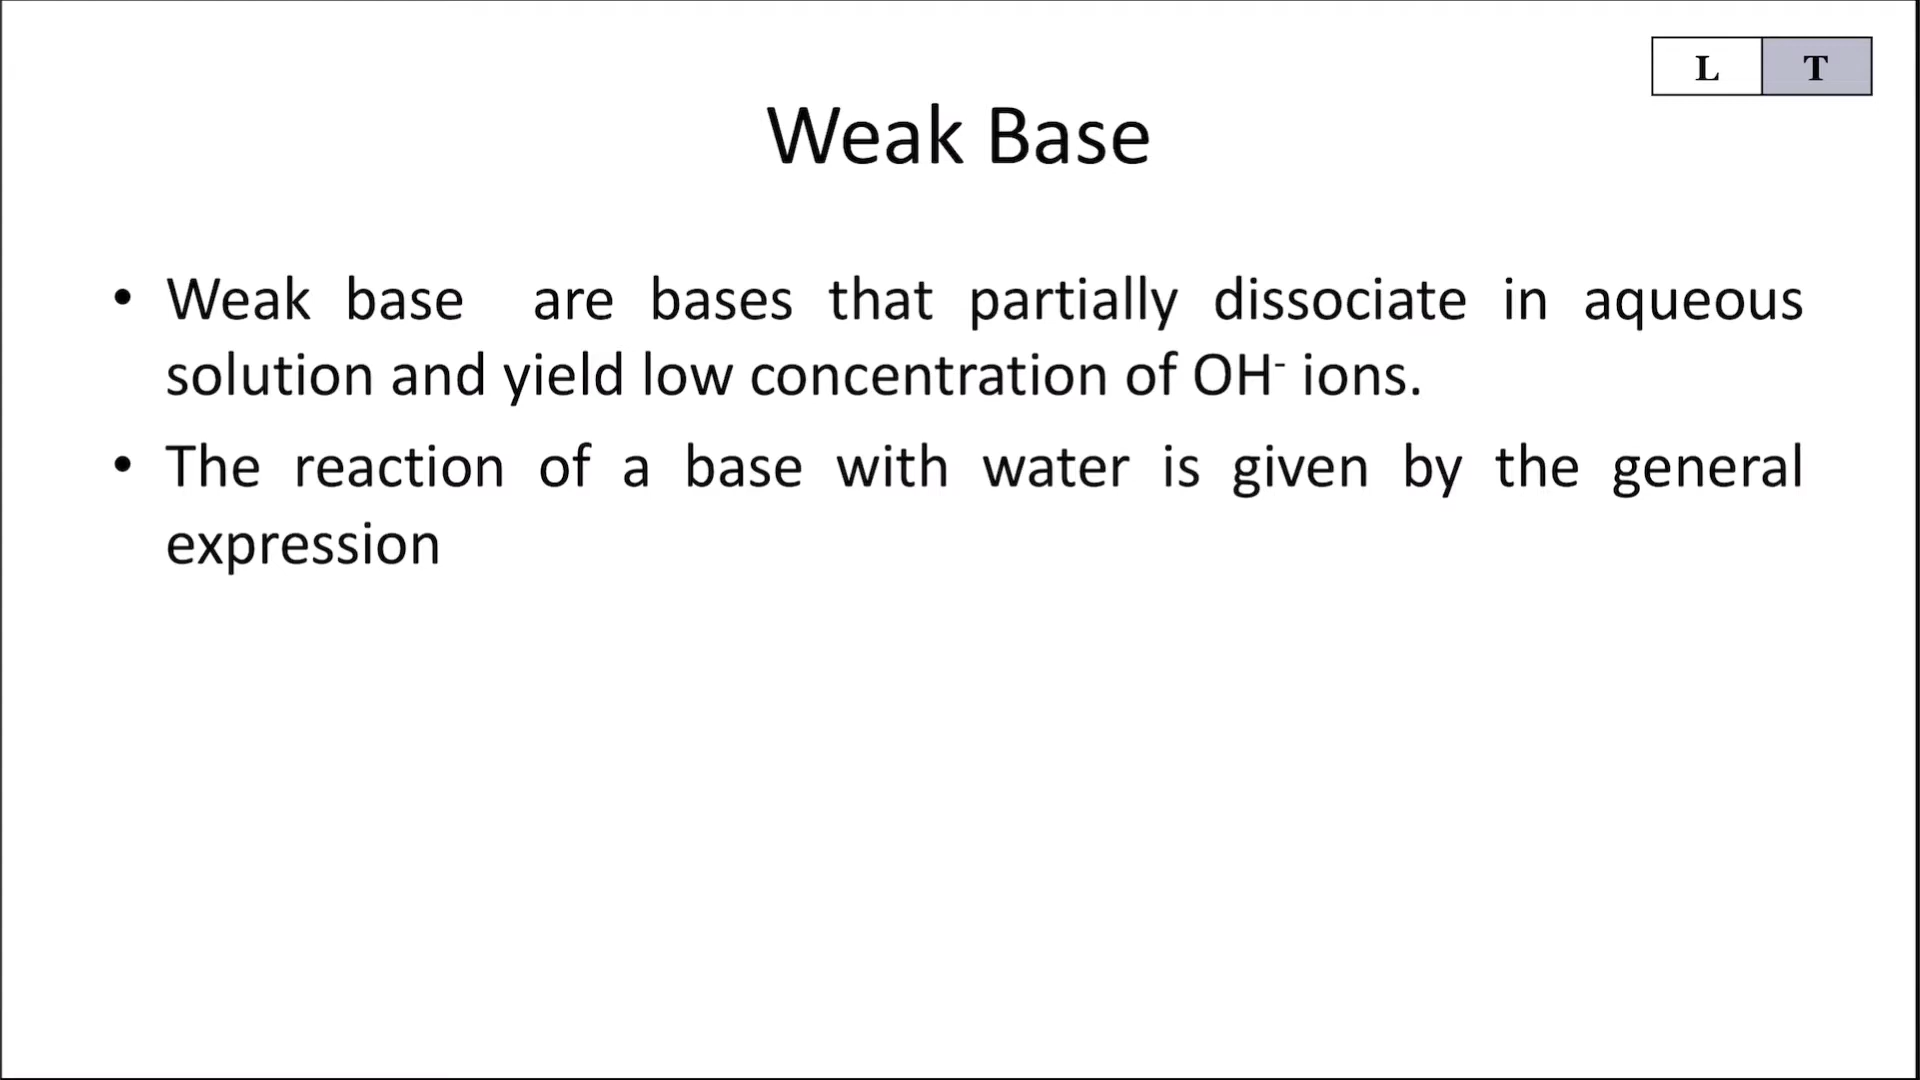 L T
Weak Base
• Weak base are bases that partially dissociate in aqueous
solution and yield low concentration of OH⁻ ions.
• The reaction of a base with water is given by the general
expression